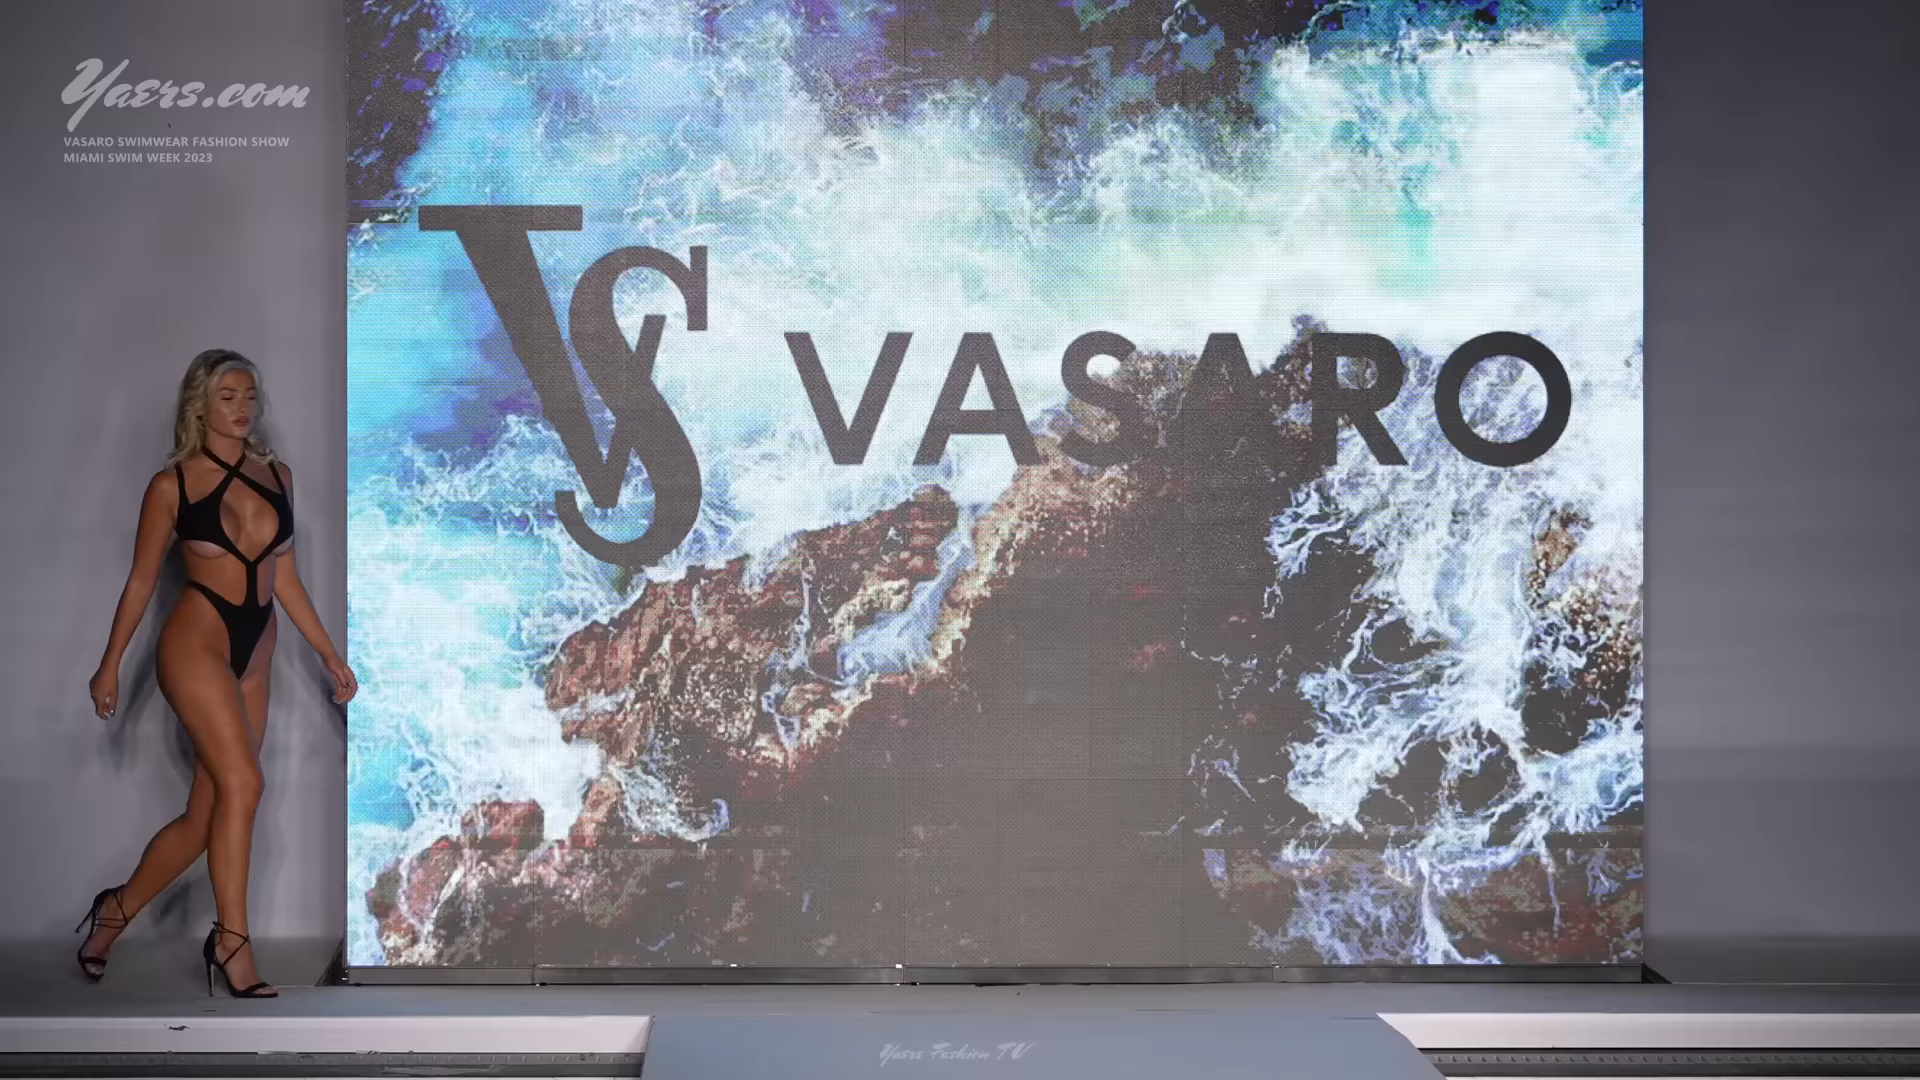 Yaers.com
VASARO SWIMWEAR FASHION SHOW
MIAMI SWIM WEEK 2023
VS VASARO
Yaers Fashion TV